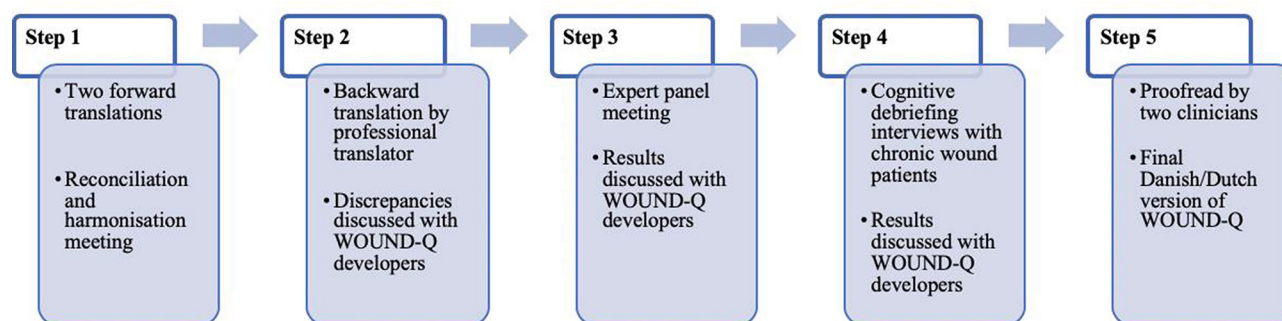 Step 1
• Two forward
translations
• Reconciliation
and
harmonisation
meeting
Step 2
• Backward
translation by
professional
translator
• Discrepancies
discussed with
WOUND-Q
developers
Step 3
• Expert panel
meeting
• Results
discussed with
WOUND-Q
developers
Step 4
• Cognitive
debriefing
interviews with
chronic wound
patients
• Results
discussed with
WOUND-Q
developers
Step 5
• Proofread by
two clinicians
• Final
Danish/Dutch
version of
WOUND-Q